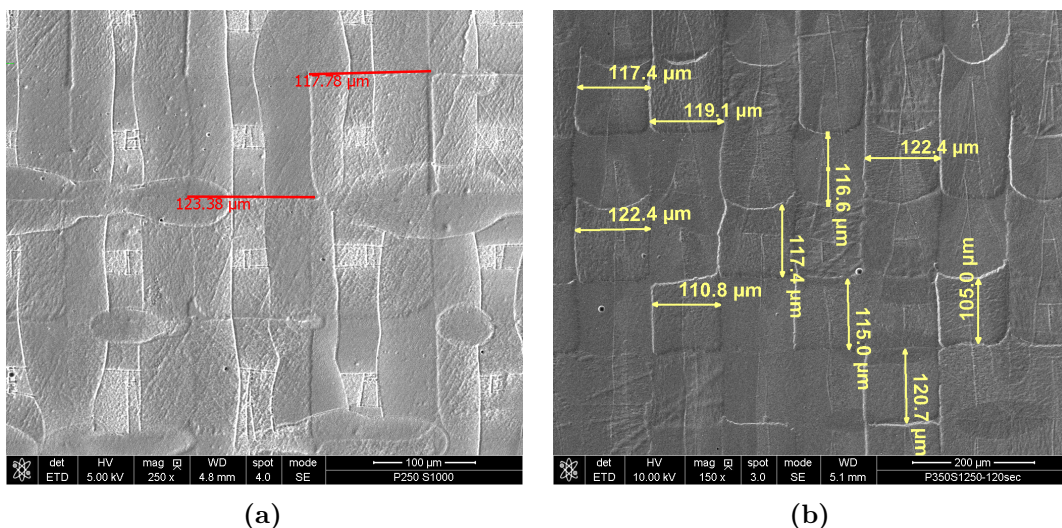 117.78 µm
123.38 µm
det HV mag WD spot mode
ETD 5.00 kV 250 x 4.8 mm 4.0 SE
100 µm
P250 S1000
(a)
117.4 µm
119.1 µm
122.4 µm
116.6 µm
122.4 µm
117.4 µm
110.8 µm
115.0 µm
105.0 µm
120.7 µm
det HV mag WD spot mode
ETD 10.00 kV 150 x 3.0 5.1 mm SE
200 µm
P350S1250-120sec
(b)